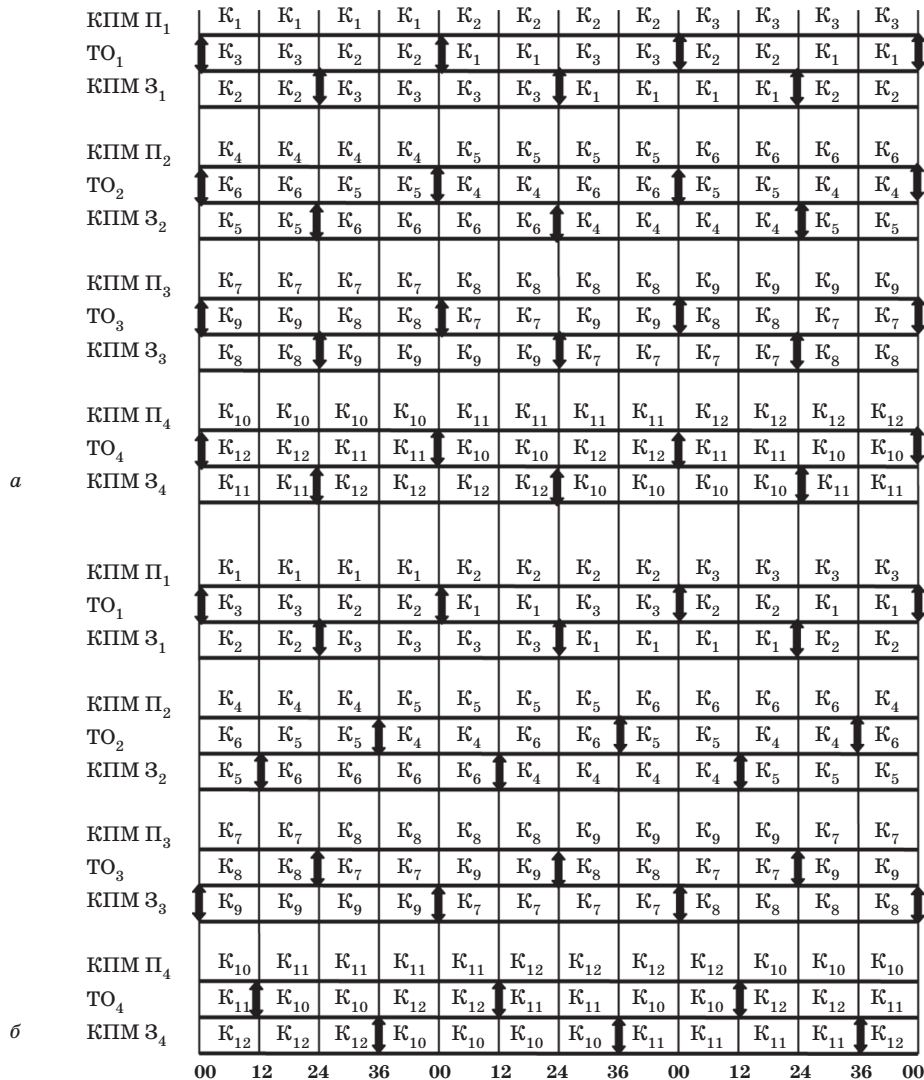 КПМ П₁ К₁ К₁ К₁ К₁ К₂ К₂ К₂ К₂ К₃ К₃ К₃ К₃
ТО₁ К₃ К₃ К₂ К₂ К₁ К₁ К₃ К₃ К₂ К₂ К₁ К₁
КПМ З₁ К₂ К₂ К₃ К₃ К₃ К₃ К₁ К₁ К₁ К₁ К₂ К₂
КПМ П₂ К₄ К₄ К₄ К₄ К₅ К₅ К₅ К₅ К₆ К₆ К₆ К₆
ТО₂ К₆ К₆ К₅ К₅ К₄ К₄ К₆ К₆ К₅ К₅ К₄ К₄
КПМ З₂ К₅ К₅ К₆ К₆ К₆ К₆ К₄ К₄ К₄ К₄ К₅ К₅
КПМ П₃ К₇ К₇ К₇ К₇ К₈ К₈ К₈ К₈ К₉ К₉ К₉ К₉
ТО₃ К₉ К₉ К₈ К₈ К₇ К₇ К₉ К₉ К₈ К₈ К₇ К₇
КПМ З₃ К₈ К₈ К₉ К₉ К₉ К₉ К₇ К₇ К₇ К₇ К₈ К₈
КПМ П₄ К₁₀ К₁₀ К₁₀ К₁₀ К₁₁ К₁₁ К₁₁ К₁₁ К₁₂ К₁₂ К₁₂ К₁₂
ТО₄ К₁₂ К₁₂ К₁₁ К₁₁ К₁₀ К₁₀ К₁₂ К₁₂ К₁₁ К₁₁ К₁₀ К₁₀
а КПМ З₄ К₁₁ К₁₁ К₁₂ К₁₂ К₁₂ К₁₂ К₁₀ К₁₀ К₁₀ К₁₀ К₁₁ К₁₁
КПМ П₁ К₁ К₁ К₁ К₁ К₂ К₂ К₂ К₂ К₃ К₃ К₃ К₃
ТО₁ К₃ К₃ К₂ К₂ К₁ К₁ К₃ К₃ К₂ К₂ К₁ К₁
КПМ З₁ К₂ К₂ К₃ К₃ К₃ К₃ К₁ К₁ К₁ К₁ К₂ К₂
КПМ П₂ К₄ К₄ К₄ К₅ К₅ К₅ К₅ К₆ К₆ К₆ К₆ К₄
ТО₂ К₆ К₅ К₅ К₄ К₄ К₆ К₆ К₅ К₅ К₄ К₄ К₆
КПМ З₂ К₅ К₆ К₆ К₆ К₆ К₄ К₄ К₄ К₄ К₅ К₅ К₅
КПМ П₃ К₇ К₇ К₈ К₈ К₈ К₈ К₉ К₉ К₉ К₉ К₇ К₇
ТО₃ К₈ К₈ К₇ К₇ К₉ К₉ К₈ К₈ К₇ К₇ К₉ К₉
КПМ З₃ К₉ К₉ К₉ К₉ К₇ К₇ К₇ К₇ К₈ К₈ К₈ К₈
КПМ П₄ К₁₀ К₁₁ К₁₁ К₁₁ К₁₁ К₁₂ К₁₂ К₁₂ К₁₂ К₁₀ К₁₀ К₁₀
ТО₄ К₁₁ К₁₀ К₁₀ К₁₂ К₁₂ К₁₁ К₁₁ К₁₀ К₁₀ К₁₂ К₁₂ К₁₁
б КПМ З₄ К₁₂ К₁₂ К₁₂ К₁₀ К₁₀ К₁₀ К₁₀ К₁₁ К₁₁ К₁₁ К₁₁ К₁₂
00 12 24 36 00 12 24 36 00 12 24 36 00